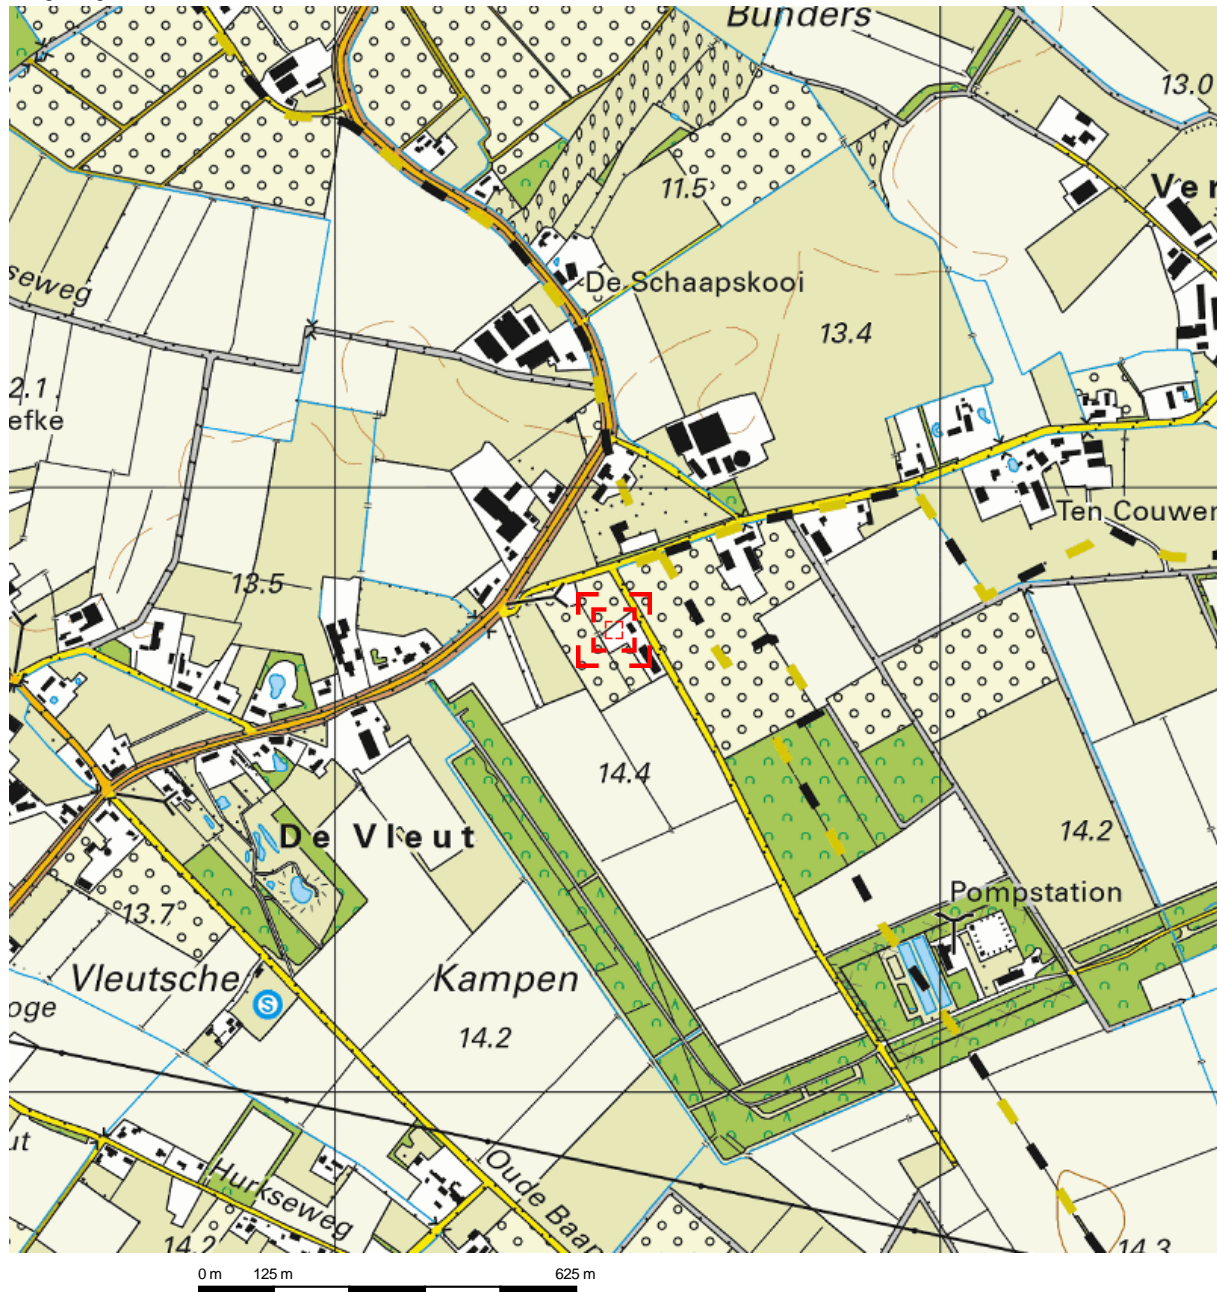 Bunders
13.0
11.5
Ver
seweg
De Schaapskooi
13.4
2.1
efke
Ten Couwer
13.5
14.4
De Vleut
14.2
Pompstation
13.7
Vleutsche
Kampen
oge
S
14.2
ut
Hurkseweg
Oude Baan
14.2
14.3
0 m
125 m
625 m